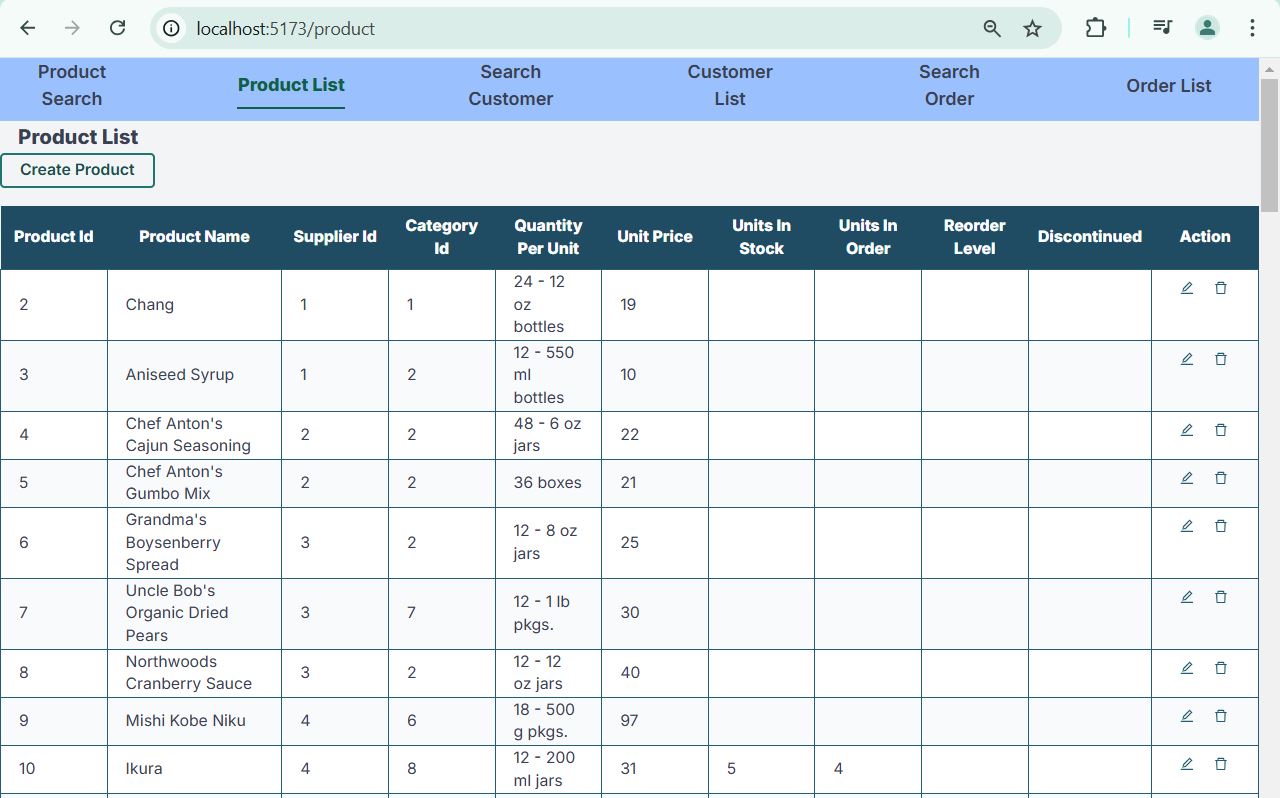 localhost:5173/product
Product Search
Product List
Search Customer
Customer List
Search Order
Order List
Product List
Create Product
Product Id Product Name Supplier Id Category Id Quantity Per Unit Unit Price Units In Stock Units In Order Reorder Level Discontinued Action
2 Chang 1 1 24 - 12 oz bottles 19
3 Aniseed Syrup 1 2 12 - 550 ml bottles 10
4 Chef Anton's Cajun Seasoning 2 2 48 - 6 oz jars 22
5 Chef Anton's Gumbo Mix 2 2 36 boxes 21
6 Grandma's Boysenberry Spread 3 2 12 - 8 oz jars 25
7 Uncle Bob's Organic Dried Pears 3 7 12 - 1 lb pkgs. 30
8 Northwoods Cranberry Sauce 3 2 12 - 12 oz jars 40
9 Mishi Kobe Niku 4 6 18 - 500 g pkgs. 97
10 Ikura 4 8 12 - 200 ml jars 31 5 4